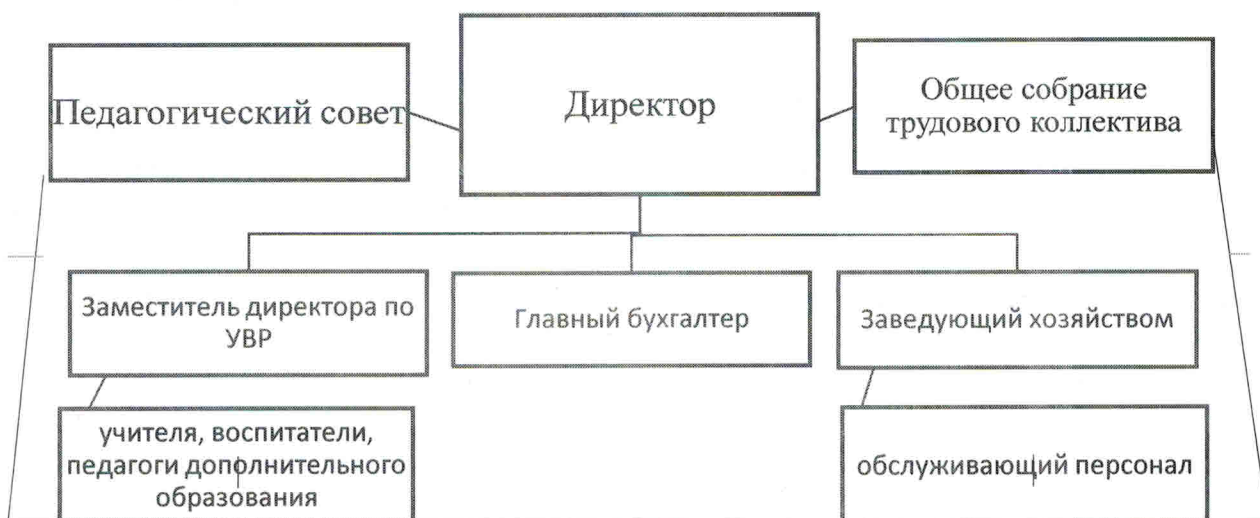 Педагогический совет
Директор
Общее собрание
трудового коллектива
Заместитель директора по
УВР
Главный бухгалтер
Заведующий хозяйством
учителя, воспитатели,
педагоги дополнительного
образования
обслуживающий персонал